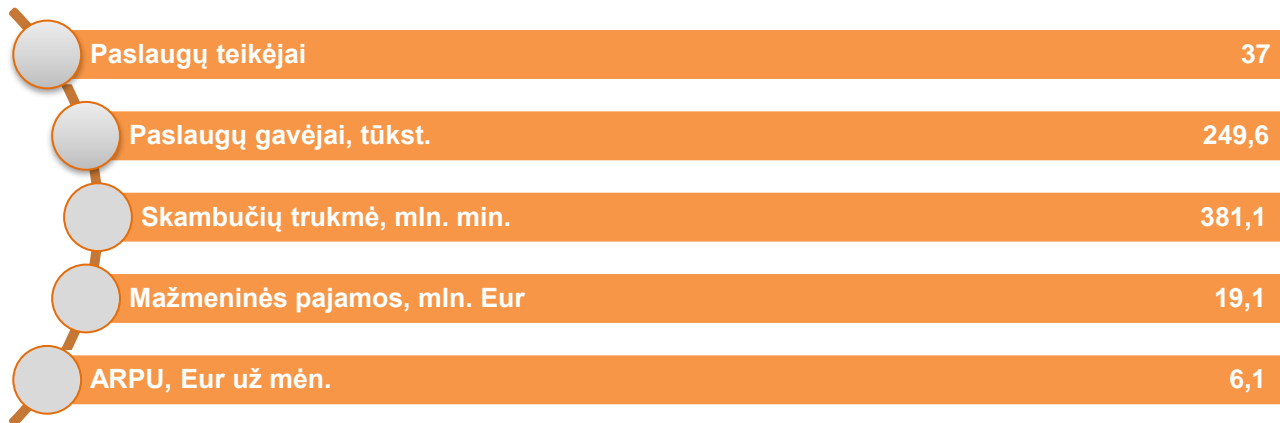 Paslaugų teikėjai 37
Paslaugų gavėjai, tūkst. 249,6
Skambučių trukmė, mln. min. 381,1
Mažmeninės pajamos, mln. Eur 19,1
ARPU, Eur už mėn. 6,1